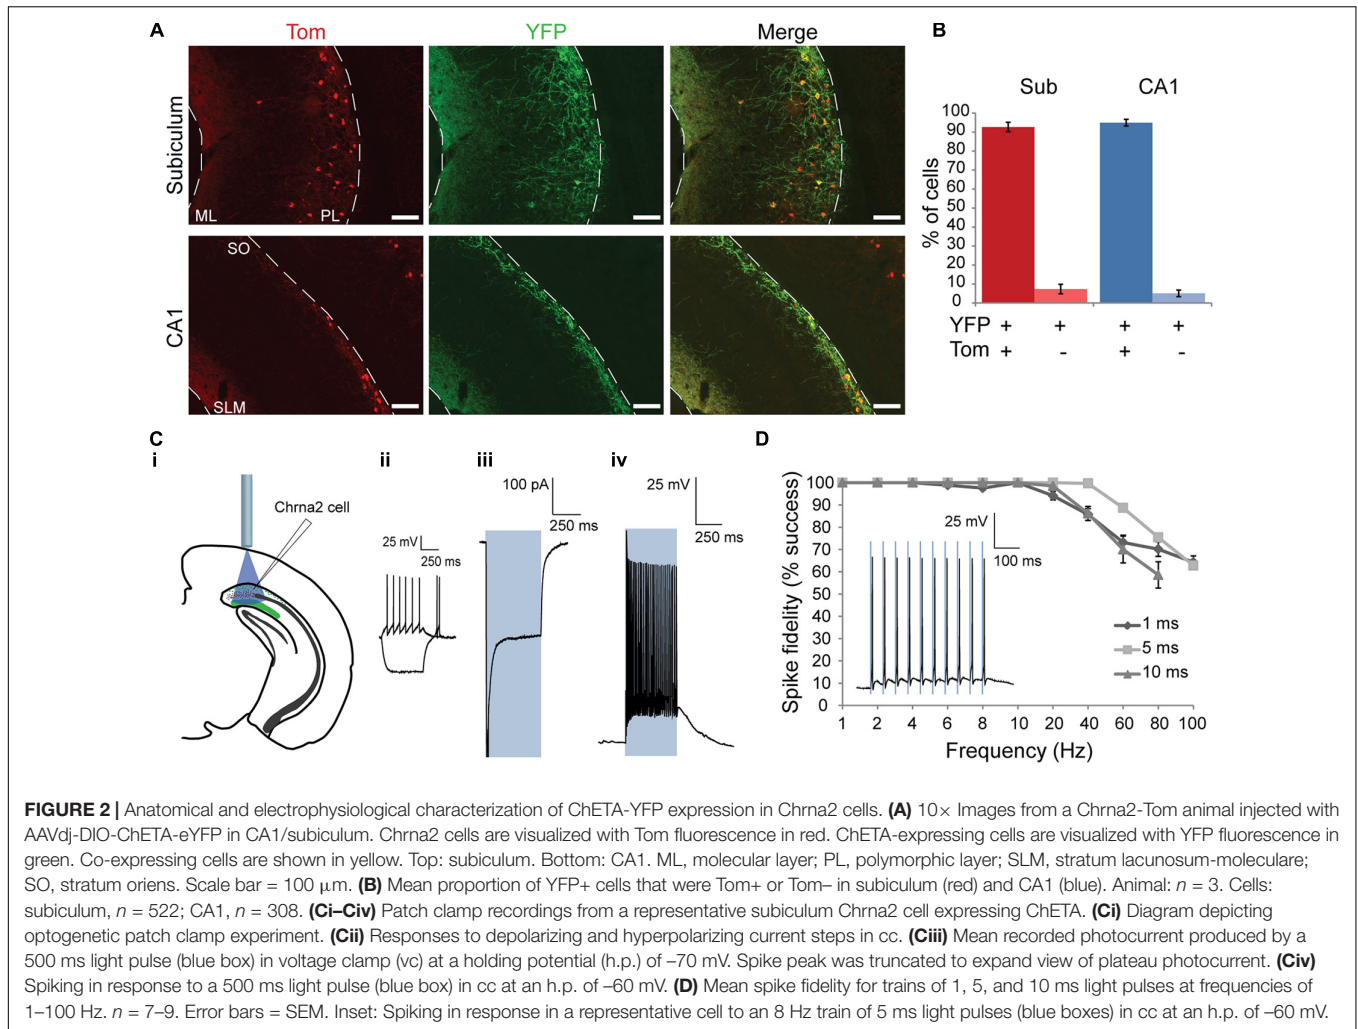 A
Tom
YFP
Merge
Subiculum
ML
PL
CA1
SO
SLM
B
Sub
CA1
% of cells
100
90
80
70
60
50
40
30
20
10
0
YFP + + + +
Tom + - + -
C
i
Chrna2 cell
ii
25 mV
250 ms
iii
100 pA
250 ms
iv
25 mV
250 ms
D
Spike fidelity (% success)
100
90
80
70
60
50
40
30
20
10
0
25 mV
100 ms
1 ms
5 ms
10 ms
1 2 4 6 8 10 20 40 60 80 100
Frequency (Hz)
FIGURE 2 | Anatomical and electrophysiological characterization of ChETA-YFP expression in Chrna2 cells. (A) 10× Images from a Chrna2-Tom animal injected with
AAVdj-DIO-ChETA-eYFP in CA1/subiculum. Chrna2 cells are visualized with Tom fluorescence in red. ChETA-expressing cells are visualized with YFP fluorescence in
green. Co-expressing cells are shown in yellow. Top: subiculum. Bottom: CA1. ML, molecular layer; PL, polymorphic layer; SLM, stratum lacunosum-moleculare;
SO, stratum oriens. Scale bar = 100 μm. (B) Mean proportion of YFP+ cells that were Tom+ or Tom– in subiculum (red) and CA1 (blue). Animal: n = 3. Cells:
subiculum, n = 522; CA1, n = 308. (Ci–Civ) Patch clamp recordings from a representative subiculum Chrna2 cell expressing ChETA. (Ci) Diagram depicting
optogenetic patch clamp experiment. (Cii) Responses to depolarizing and hyperpolarizing current steps in cc. (Ciii) Mean recorded photocurrent produced by a
500 ms light pulse (blue box) in voltage clamp (vc) at a holding potential (h.p.) of –70 mV. Spike peak was truncated to expand view of plateau photocurrent. (Civ)
Spiking in response to a 500 ms light pulse (blue box) in cc at an h.p. of –60 mV. (D) Mean spike fidelity for trains of 1, 5, and 10 ms light pulses at frequencies of
1–100 Hz. n = 7–9. Error bars = SEM. Inset: Spiking in response in a representative cell to an 8 Hz train of 5 ms light pulses (blue boxes) in cc at an h.p. of –60 mV.